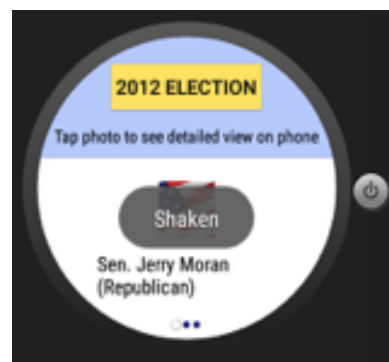 2012 ELECTION
Tap photo to see detailed view on phone
Shaken
Sen. Jerry Moran
(Republican)